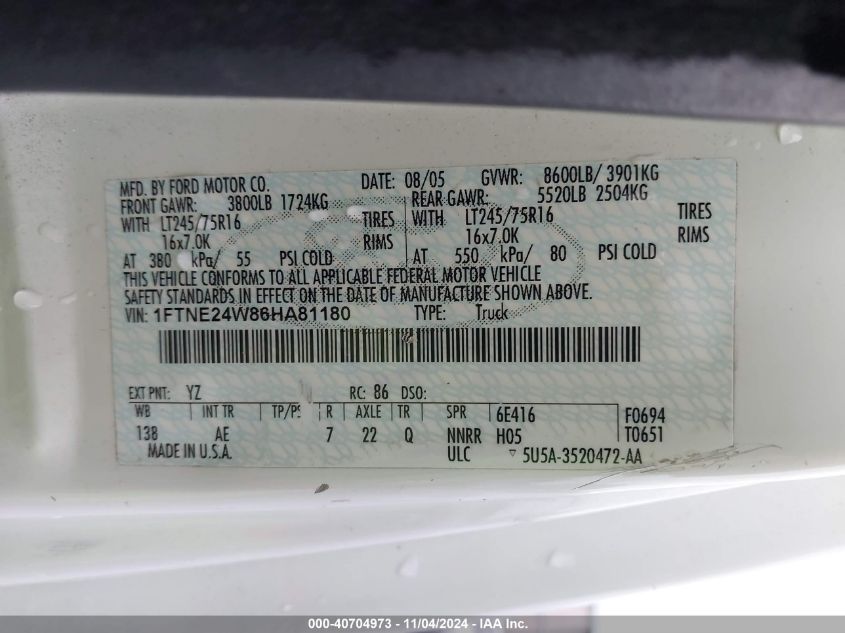 MFD. BY FORD MOTOR CO. DATE: 08/05 GVWR: 8600LB/ 3901KG
FRONT GAWR: 3800LB 1724KG REAR GAWR: 5520LB 2504KG
WITH LT245/75R16 TIRES WITH LT245/75R16 TIRES
16x7.0K RIMS 16x7.0K RIMS
AT 380 kPa/ 55 PSI COLD AT 550 kPa/ 80 PSI COLD
THIS VEHICLE CONFORMS TO ALL APPLICABLE FEDERAL MOTOR VEHICLE
SAFETY STANDARDS IN EFFECT ON THE DATE OF MANUFACTURE SHOWN ABOVE.
VIN: 1FTNE24W86HA81180 TYPE: Truck
EXT PNT: YZ RC: 86 DSO:
WB INT TR TP/PS R AXLE TR SPR 6E416 F0694
138 AE 7 22 Q NNRR H05 T0651
MADE IN U.S.A. ULC ▿ 5U5A-3520472-AA
000-40704973 - 11/04/2024 - IAA Inc.